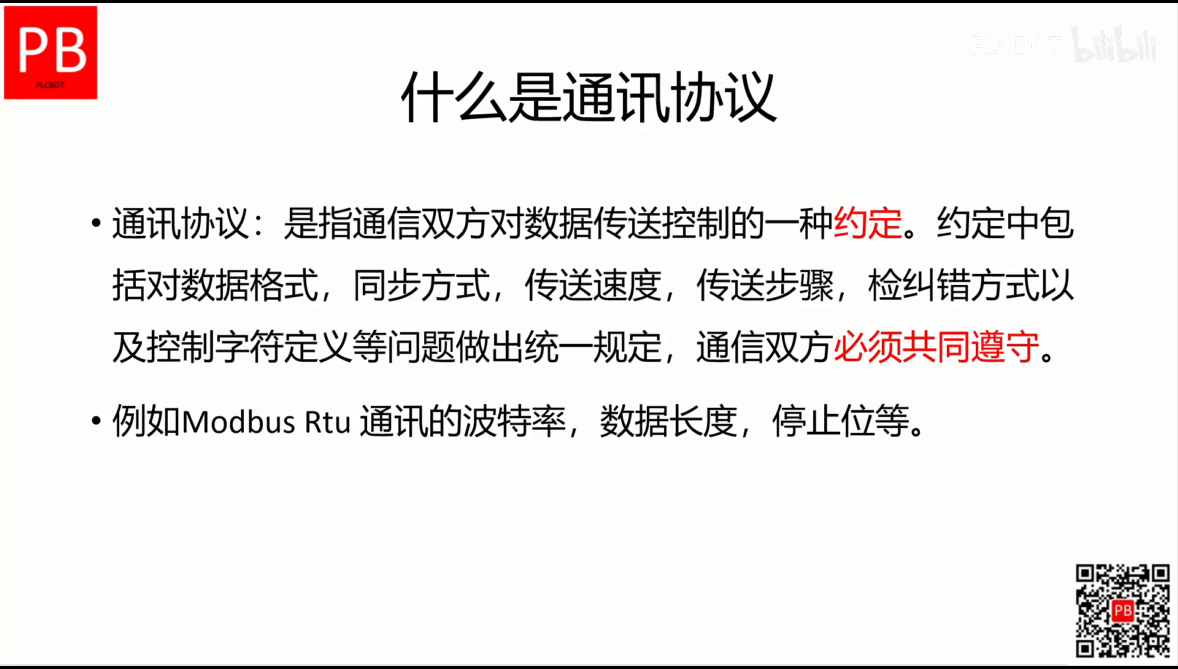 PB
PLCBOT
PLCBOT bilibili
什么是通讯协议
• 通讯协议：是指通信双方对数据传送控制的一种约定。约定中包
括对数据格式，同步方式，传送速度，传送步骤，检纠错方式以
及控制字符定义等问题做出统一规定，通信双方必须共同遵守。
• 例如Modbus Rtu 通讯的波特率，数据长度，停止位等。
PB